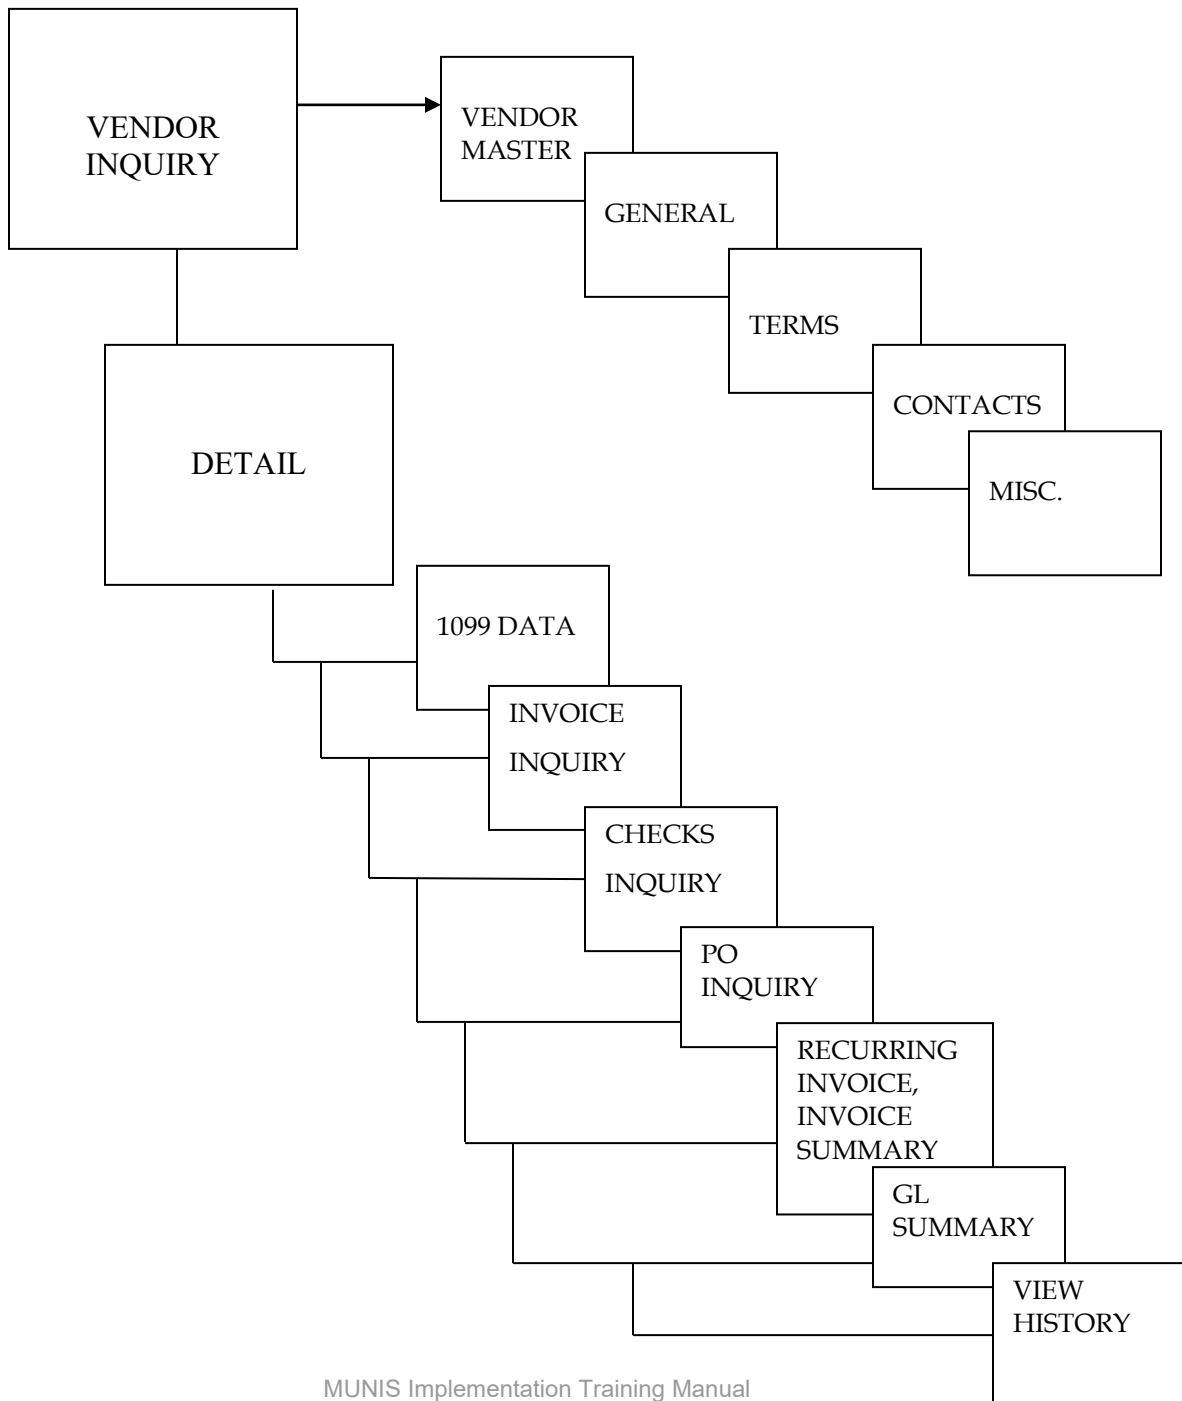 VENDOR
INQUIRY
VENDOR
MASTER
GENERAL
TERMS
CONTACTS
MISC.
DETAIL
1099 DATA
INVOICE
INQUIRY
CHECKS
INQUIRY
PO
INQUIRY
RECURRING
INVOICE,
INVOICE
SUMMARY
GL
SUMMARY
VIEW
HISTORY
MUNIS Implementation Training Manual